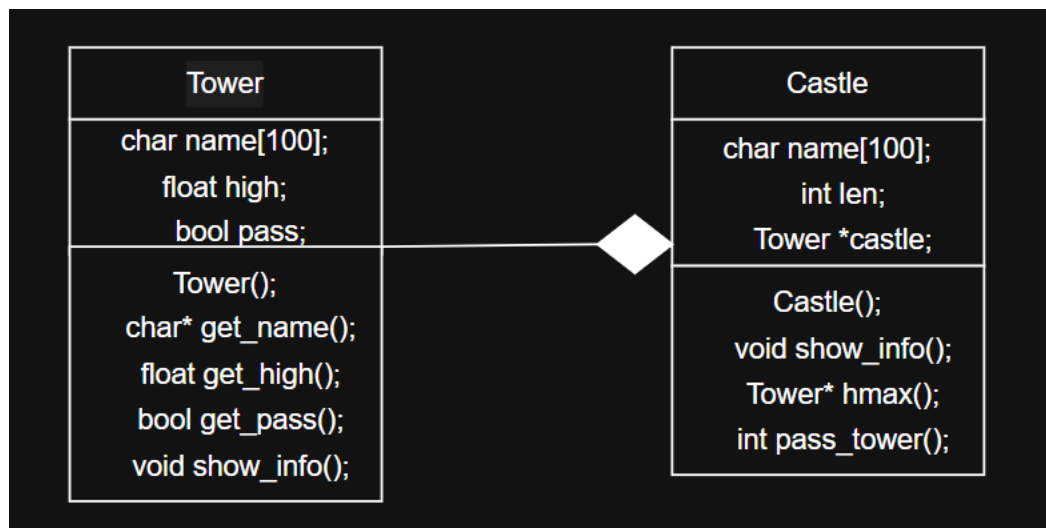 Tower
char name[100];
float high;
bool pass;
Tower();
char* get_name();
float get_high();
bool get_pass();
void show_info();
Castle
char name[100];
int len;
Tower *castle;
Castle();
void show_info();
Tower* hmax();
int pass_tower();